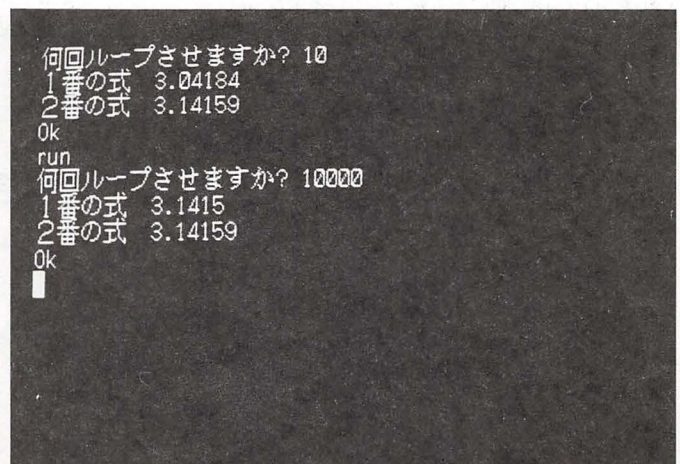 何回ループさせますか? 10
1番の式 3.04184
2番の式 3.14159
Ok
run
何回ループさせますか? 10000
1番の式 3.1415
2番の式 3.14159
Ok